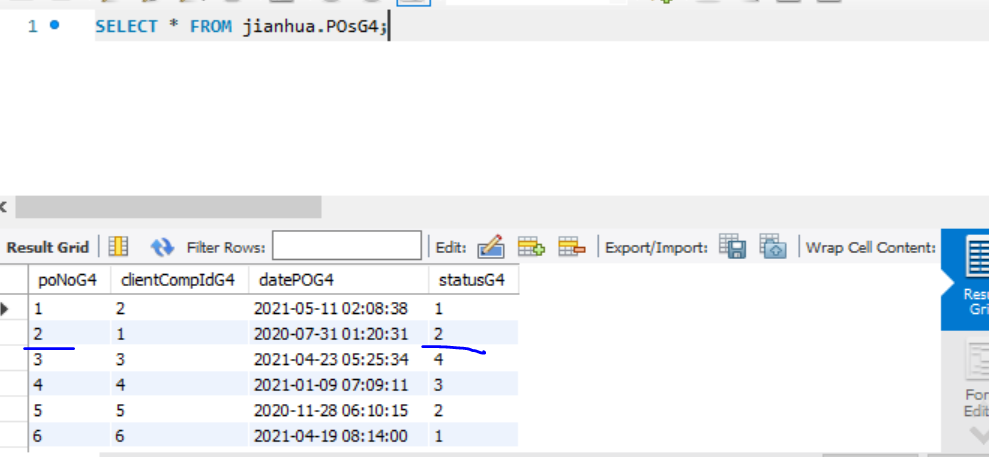 1 SELECT * FROM jianhua.POsG4;
Result Grid Filter Rows: Edit: Export/Import: Wrap Cell Content:
poNoG4 clientCompIdG4 datePOG4 statusG4
1 2 2021-05-11 02:08:38 1
2 1 2020-07-31 01:20:31 2
3 3 2021-04-23 05:25:34 4
4 4 2021-01-09 07:09:11 3
5 5 2020-11-28 06:10:15 2
6 6 2021-04-19 08:14:00 1
Resu
Gri
For
Edit